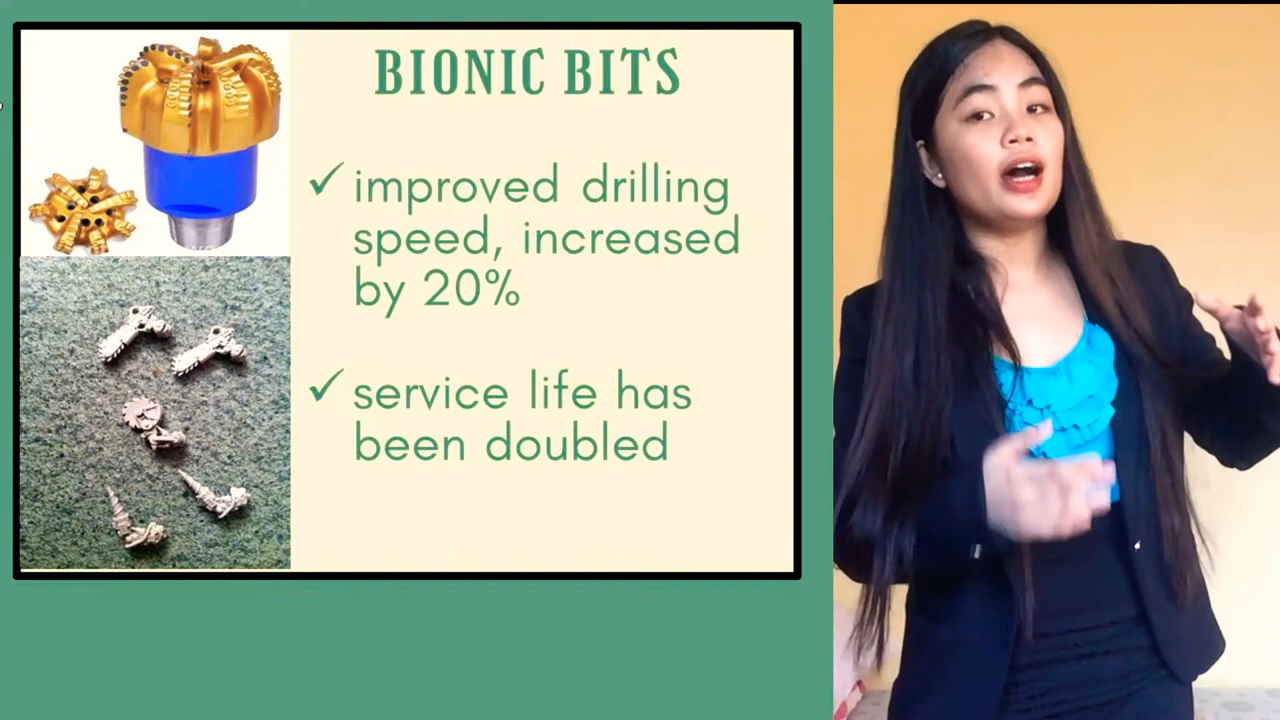 BIONIC BITS
✓ improved drilling
speed, increased
by 20%
✓ service life has
been doubled